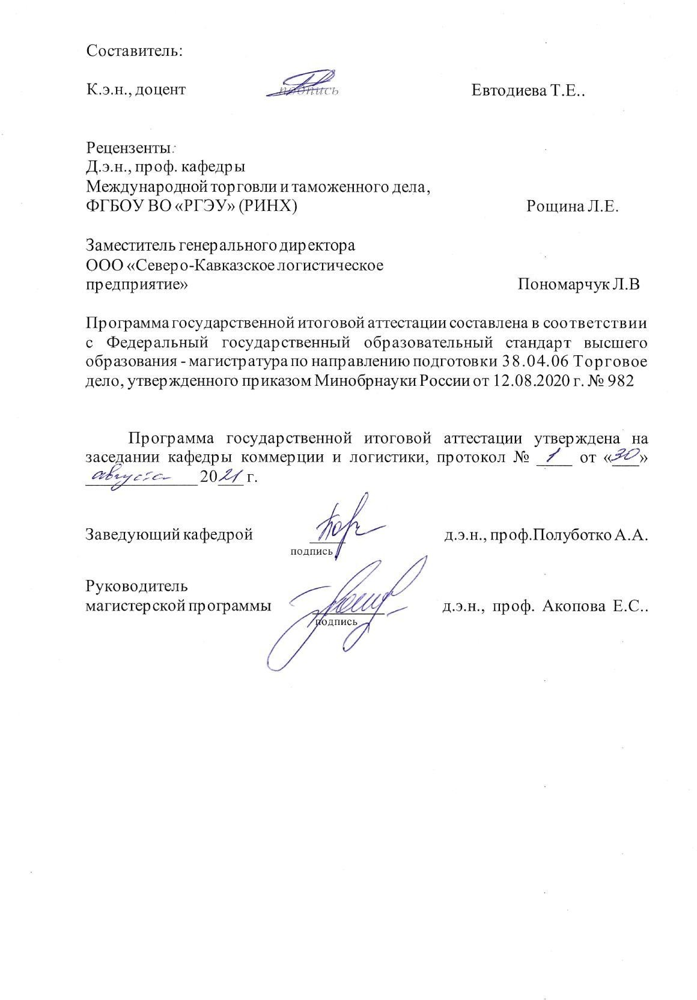 Составитель:
К.э.н., доцент подпись Евтодиева Т.Е..
Рецензенты:
Д.э.н., проф. кафедры
Международной торговли и таможенного дела,
ФГБОУ ВО «РГЭУ» (РИНХ) Рощина Л.Е.
Заместитель генерального директора
ООО «Северо-Кавказское логистическое
предприятие» Пономарчук Л.В
Программа государственной итоговой аттестации составлена в соответствии
с Федеральный государственный образовательный стандарт высшего
образования - магистратура по направлению подготовки 38.04.06 Торговое
дело, утвержденного приказом Минобрнауки России от 12.08.2020 г. № 982
Программа государственной итоговой аттестации утверждена на
заседании кафедры коммерции и логистики, протокол № 1 от «30»
августа 2021 г.
Заведующий кафедрой д.э.н., проф.Полуботко А.А.
подпись
Руководитель
магистерской программы д.э.н., проф. Акопова Е.С..
подпись